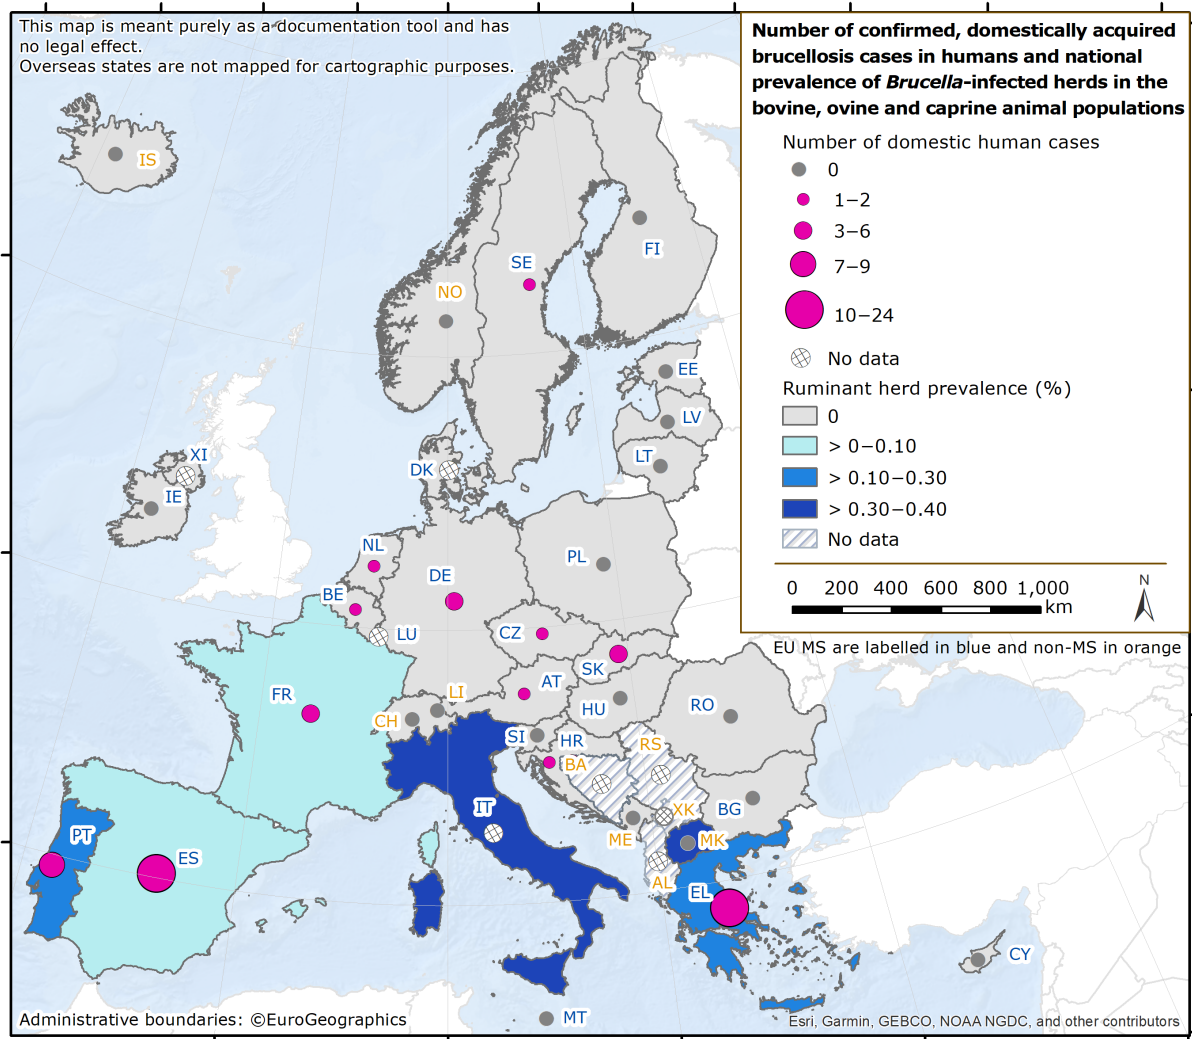 This map is meant purely as a documentation tool and has
no legal effect.
Overseas states are not mapped for cartographic purposes.
Number of confirmed, domestically acquired
brucellosis cases in humans and national
prevalence of Brucella-infected herds in the
bovine, ovine and caprine animal populations
Number of domestic human cases
0
1−2
3−6
7−9
10−24
No data
Ruminant herd prevalence (%)
0
> 0−0.10
> 0.10−0.30
> 0.30−0.40
No data
0 200 400 600 800 1,000
km
N
EU MS are labelled in blue and non-MS in orange
IS
FI
SE
NO
EE
LV
LT
XI
DK
IE
NL
PL
DE
BE
LU
CZ
SK
AT
LI
FR
CH
HU
RO
SI
HR
RS
BA
IT
XK
BG
PT
ME
MK
ES
AL
EL
CY
MT
Administrative boundaries: ©EuroGeographics
Esri, Garmin, GEBCO, NOAA NGDC, and other contributors